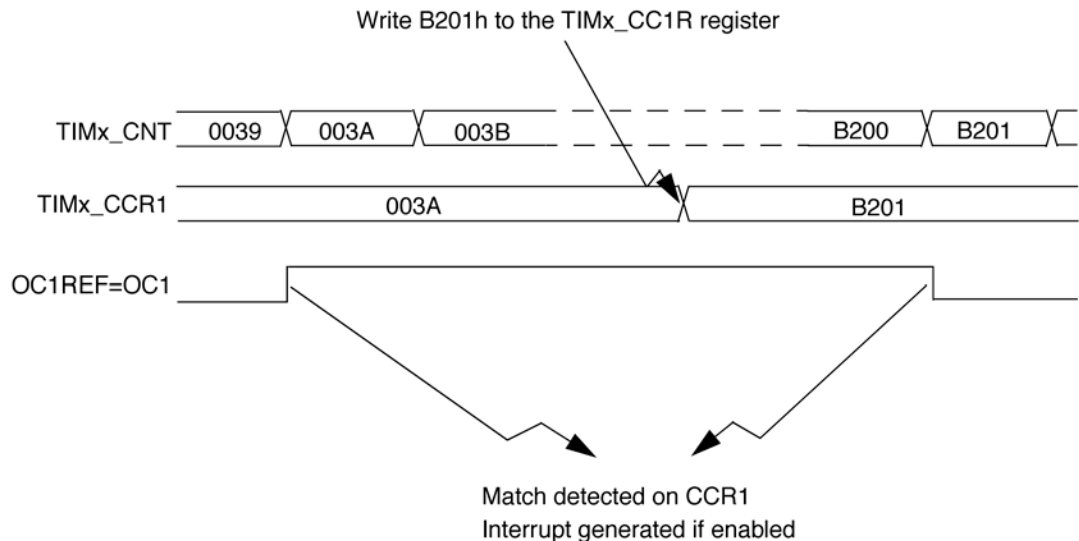 Write B201h to the TIMx_CC1R register
TIMx_CNT 0039 003A 003B B200 B201
TIMx_CCR1 003A B201
OC1REF=OC1
Match detected on CCR1
Interrupt generated if enabled